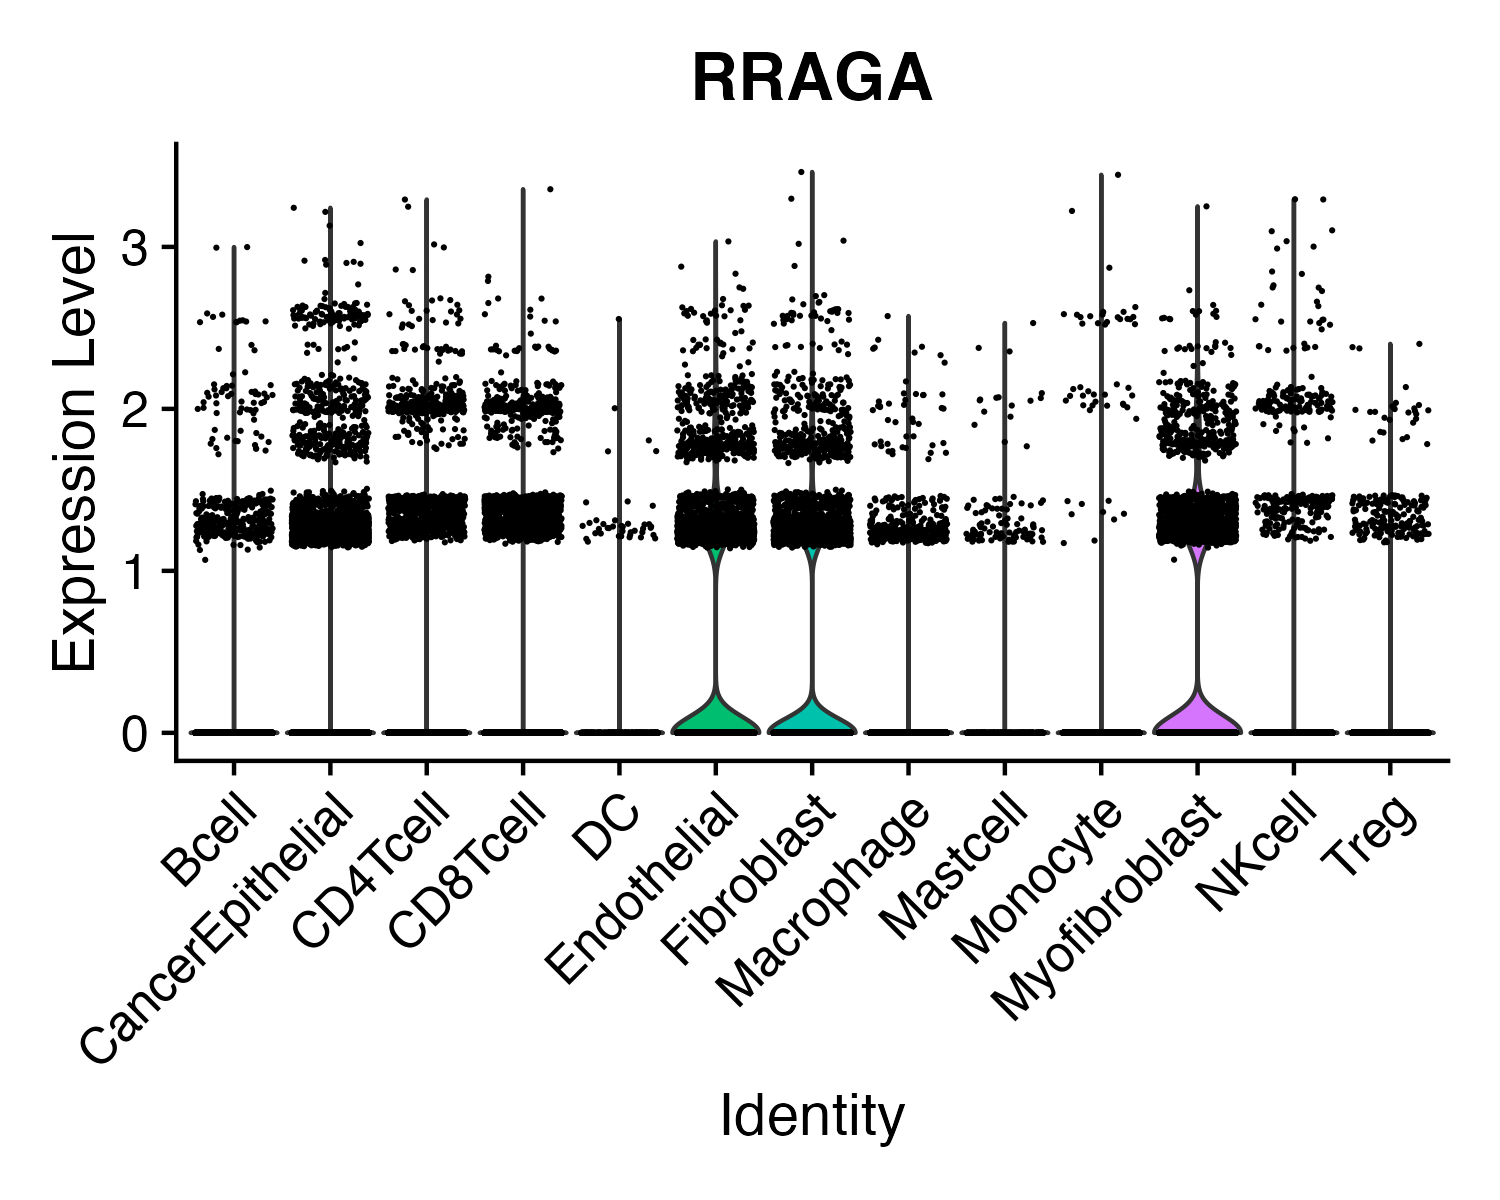 RRAGA
Expression Level
3
2
1
0
Bcell
CancerEpithelial
CD4Tcell
CD8Tcell
DC
Endothelial
Fibroblast
Macrophage
Mastcell
Monocyte
Myofibroblast
NKcell
Treg
Identity